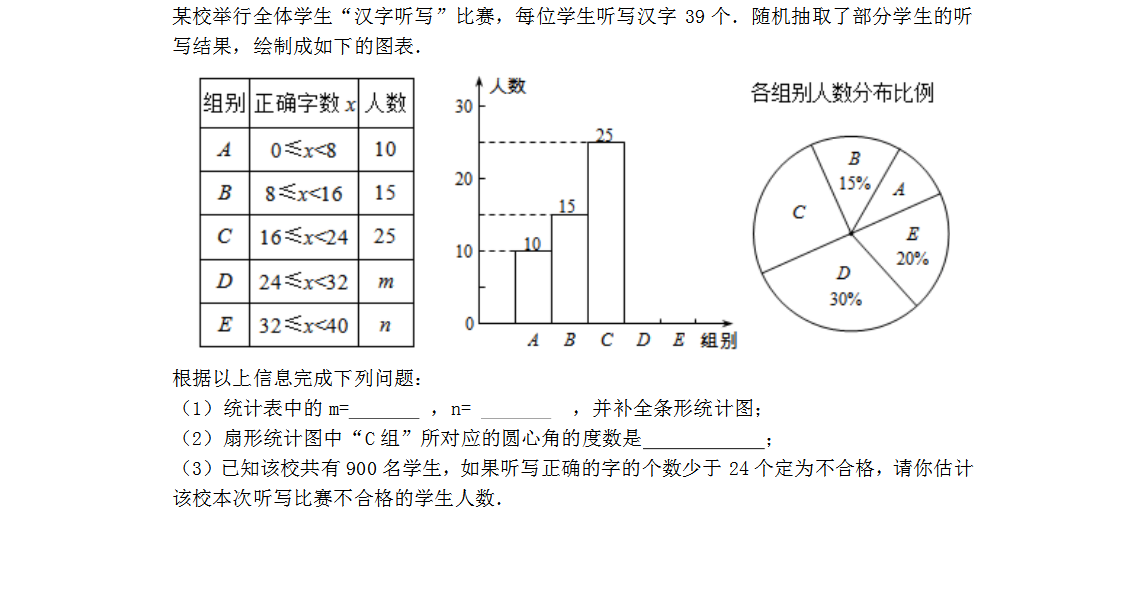 某校举行全体学生“汉字听写”比赛，每位学生听写汉字 39 个．随机抽取了部分学生的听
写结果，绘制成如下的图表．
组别 正确字数 x 人数
A 0≤x<8 10
B 8≤x<16 15
C 16≤x<24 25
D 24≤x<32 m
E 32≤x<40 n
人数
30
25
20
15
10
10
0
A B C D E 组别
各组别人数分布比例
B
15%
A
C
E
20%
D
30%
根据以上信息完成下列问题：
（1）统计表中的 m=_______ ，n= _______ ，并补全条形统计图；
（2）扇形统计图中“C 组”所对应的圆心角的度数是____________；
（3）已知该校共有 900 名学生，如果听写正确的字的个数少于 24 个定为不合格，请你估计
该校本次听写比赛不合格的学生人数．